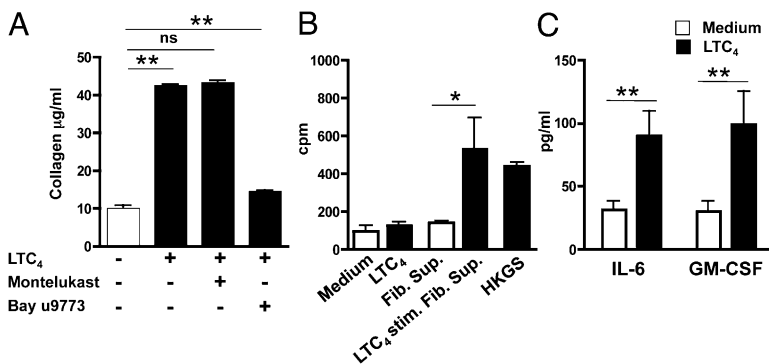 A
**
ns
**
50
40
30
20
10
0
Collagen µg/ml
LTC4 - + + +
Montelukast - - + -
Bay u9773 - - - +
B
1000
800
600
400
200
0
cpm
*
Medium
LTC4
Fib. Sup.
LTC4 stim. Fib. Sup.
HKGS
C
Medium
LTC4
150
100
50
0
pg/ml
**
**
IL-6
GM-CSF